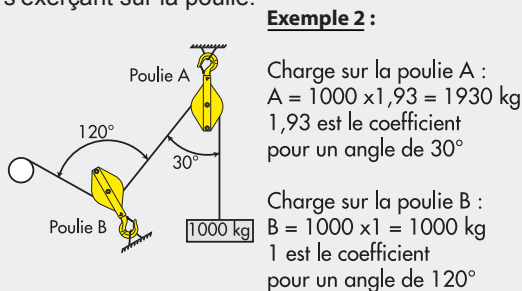 s'exerçant sur la poulie.
Exemple 2 :
Poulie A
120°
30°
Poulie B
1000 kg
Charge sur la poulie A :
A = 1000 x1,93 = 1930 kg
1,93 est le coefficient
pour un angle de 30°
Charge sur la poulie B :
B = 1000 x1 = 1000 kg
1 est le coefficient
pour un angle de 120°